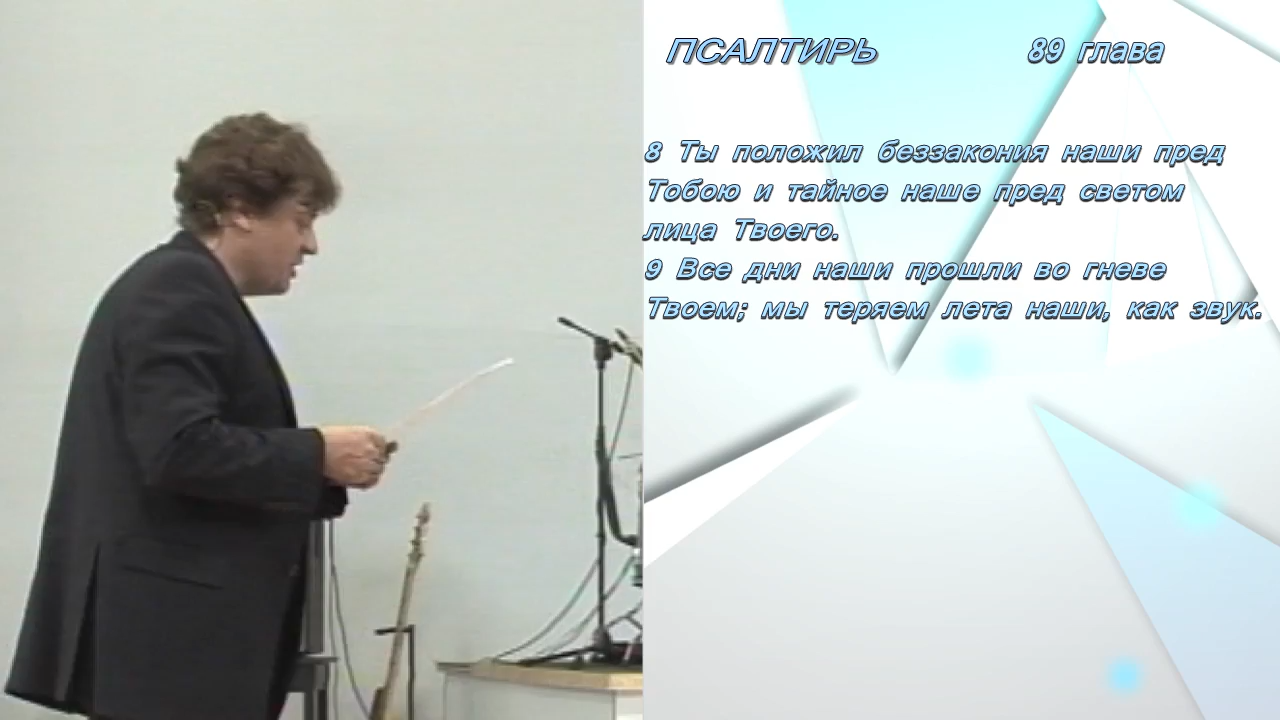 ПСАЛТИРЬ 89 глава
8 Ты положил беззакония наши пред
Тобою и тайное наше пред светом
лица Твоего.
9 Все дни наши прошли во гневе
Твоем; мы теряем лета наши, как звук.